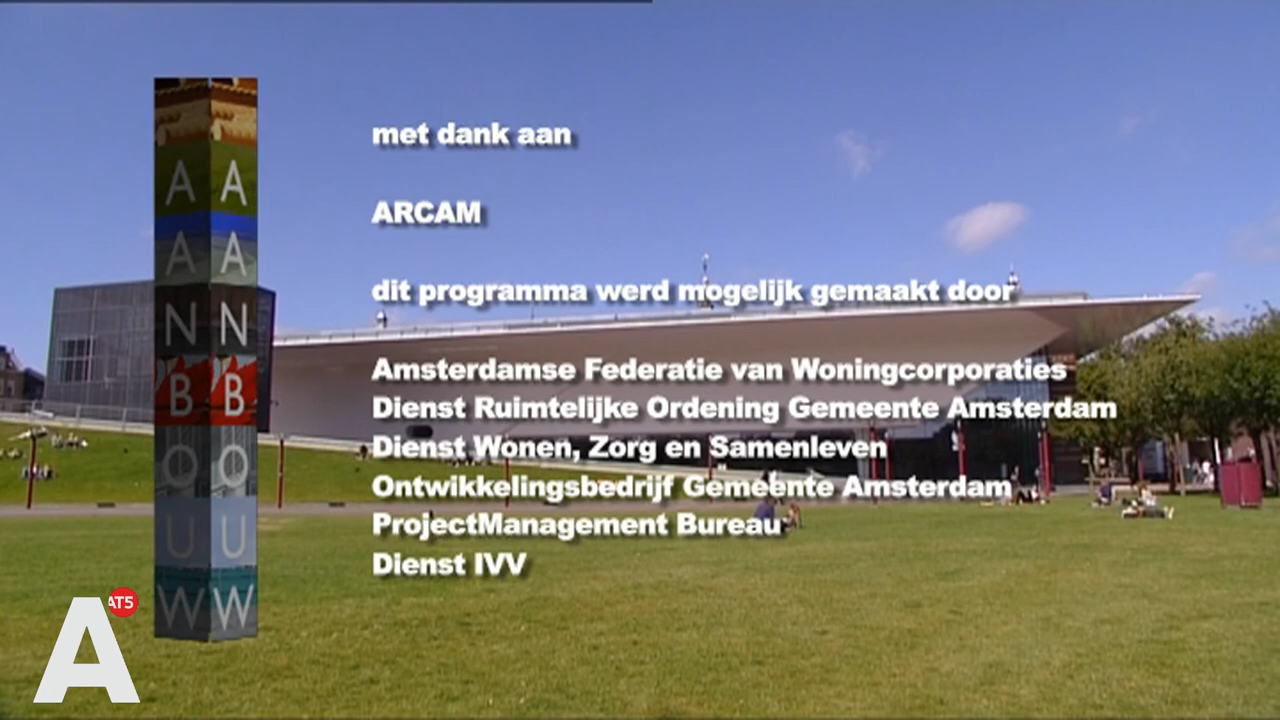 met dank aan
ARCAM
dit programma werd mogelijk gemaakt door
Amsterdamse Federatie van Woningcorporaties
Dienst Ruimtelijke Ordening Gemeente Amsterdam
Dienst Wonen, Zorg en Samenleven
Ontwikkelingsbedrijf Gemeente Amsterdam
ProjectManagement Bureau
Dienst IVV
A A
A A
N N
B B
O O
U U
W W
A AT5